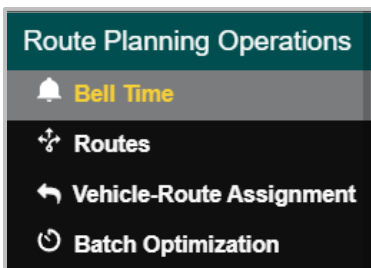 Route Planning Operations
Bell Time
Routes
Vehicle-Route Assignment
Batch Optimization